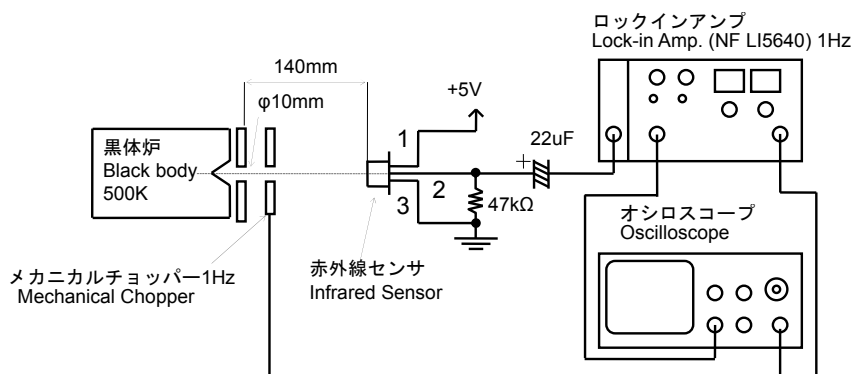 ロックインアンプ
Lock-in Amp. (NF LI5640) 1Hz
140mm
φ10mm
+5V
黒体炉
Black body
500K
1
2
3
22uF
+
47kΩ
メカニカルチョッパー1Hz
Mechanical Chopper
赤外線センサ
Infrared Sensor
オシロスコープ
Oscilloscope